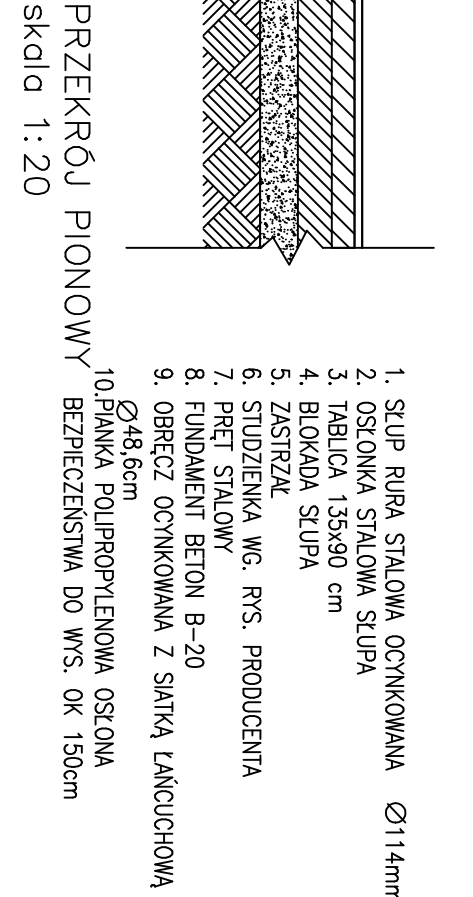 PRZEKRÓJ PIONOWY
skala 1:20
1. SŁUP RURA STALOWA OCYNKOWANA Ø114mm
2. OSŁONKA STALOWA SŁUPA
3. TABLICA 135x90 cm
4. BLOKADA SŁUPA
5. ZASTRZAŁ
6. STUDZIENKA WG. RYS. PRODUCENTA
7. PRĘT STALOWY
8. FUNDAMENT BETON B-20
9. OBRĘCZ OCYNKOWANA Z SIATKĄ ŁAŃCUCHOWĄ
Ø48,6cm
10.PIANKA POLIPROPYLENOWA OSŁONA
BEZPIECZEŃSTWA DO WYS. OK 150cm